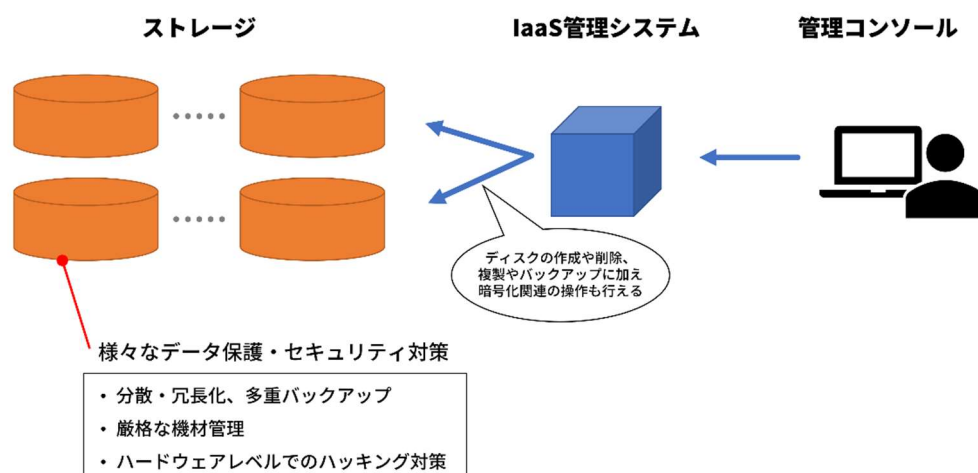 ストレージ
IaaS管理システム
管理コンソール
ディスクの作成や削除、
複製やバックアップに加え
暗号化関連の操作も行える
様々なデータ保護・セキュリティ対策
・分散・冗長化、多重バックアップ
・厳格な機材管理
・ハードウェアレベルでのハッキング対策